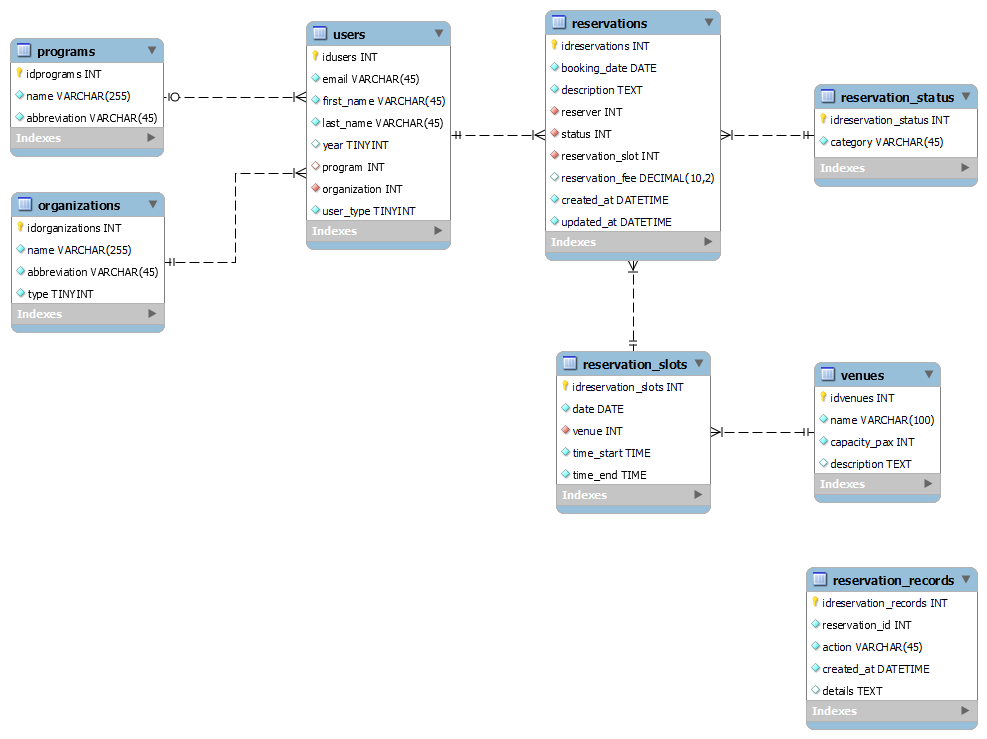 programs
idprograms INT
name VARCHAR(255)
abbreviation VARCHAR(45)
Indexes
organizations
idorganizations INT
name VARCHAR(255)
abbreviation VARCHAR(45)
type TINYINT
Indexes
users
idusers INT
email VARCHAR(45)
first_name VARCHAR(45)
last_name VARCHAR(45)
year TINYINT
program INT
organization INT
user_type TINYINT
Indexes
reservations
idreservations INT
booking_date DATE
description TEXT
reserver INT
status INT
reservation_slot INT
reservation_fee DECIMAL(10,2)
created_at DATETIME
updated_at DATETIME
Indexes
reservation_status
idreservation_status INT
category VARCHAR(45)
Indexes
reservation_slots
idreservation_slots INT
date DATE
venue INT
time_start TIME
time_end TIME
Indexes
venues
idvenues INT
name VARCHAR(100)
capacity_pax INT
description TEXT
Indexes
reservation_records
idreservation_records INT
reservation_id INT
action VARCHAR(45)
created_at DATETIME
details TEXT
Indexes